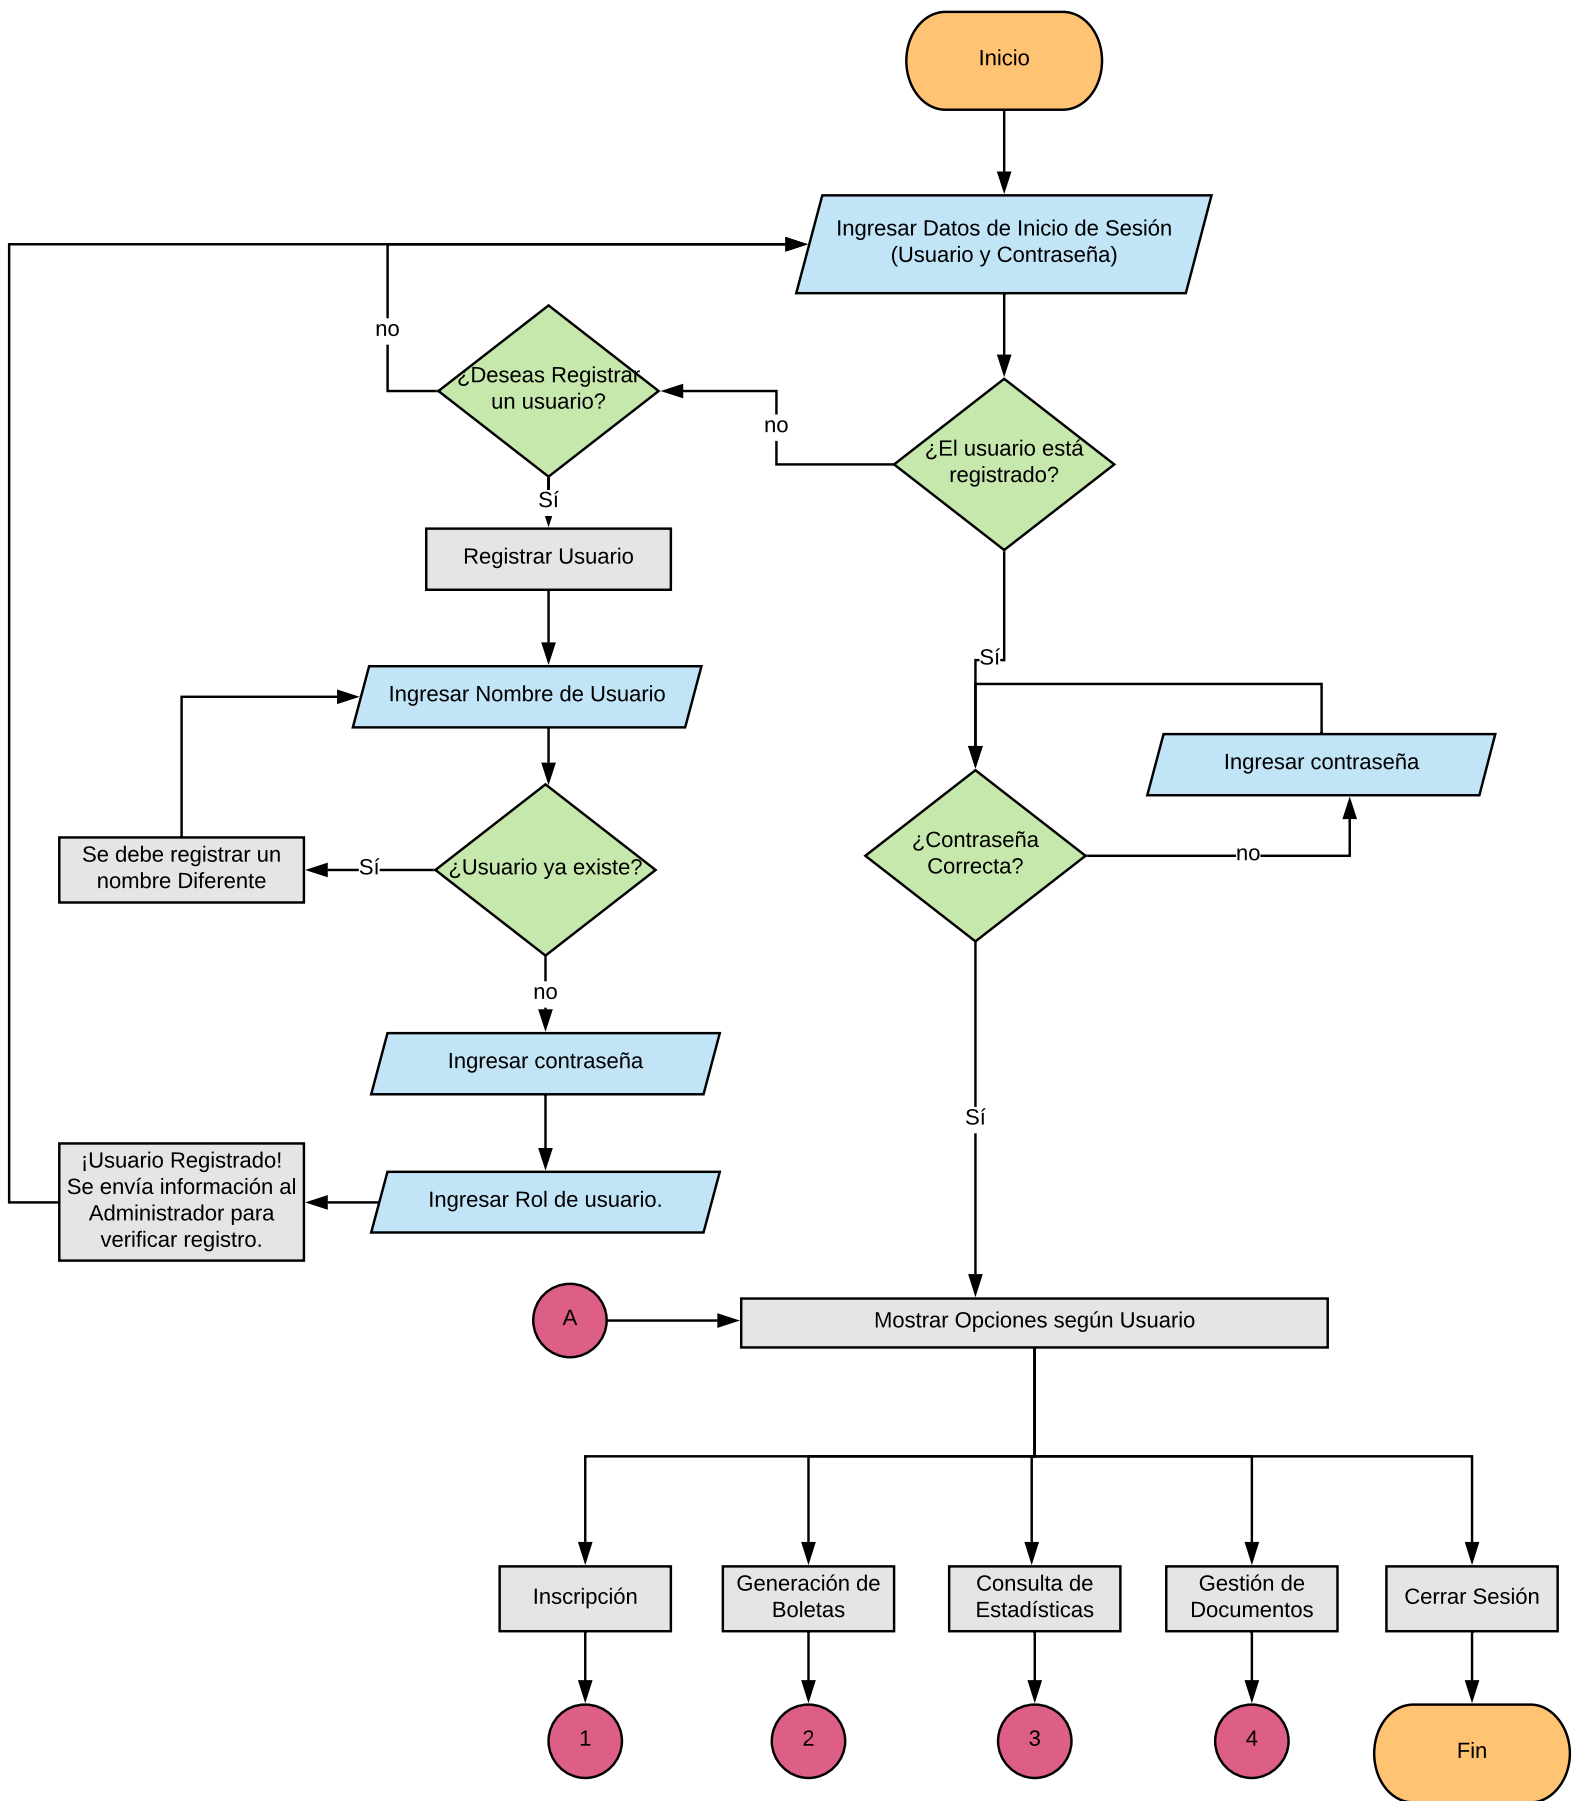 Inicio
Ingresar Datos de Inicio de Sesión
(Usuario y Contraseña)
no
¿Deseas Registrar
un usuario?
no
¿El usuario está
registrado?
Sí
Registrar Usuario
Sí
Ingresar Nombre de Usuario
Ingresar contraseña
¿Contraseña
Correcta?
no
Se debe registrar un
nombre Diferente
Sí
¿Usuario ya existe?
no
Ingresar contraseña
Sí
¡Usuario Registrado!
Se envía información al
Administrador para
verificar registro.
Ingresar Rol de usuario.
A
Mostrar Opciones según Usuario
Inscripción
Generación de
Boletas
Consulta de
Estadísticas
Gestión de
Documentos
Cerrar Sesión
1
2
3
4
Fin